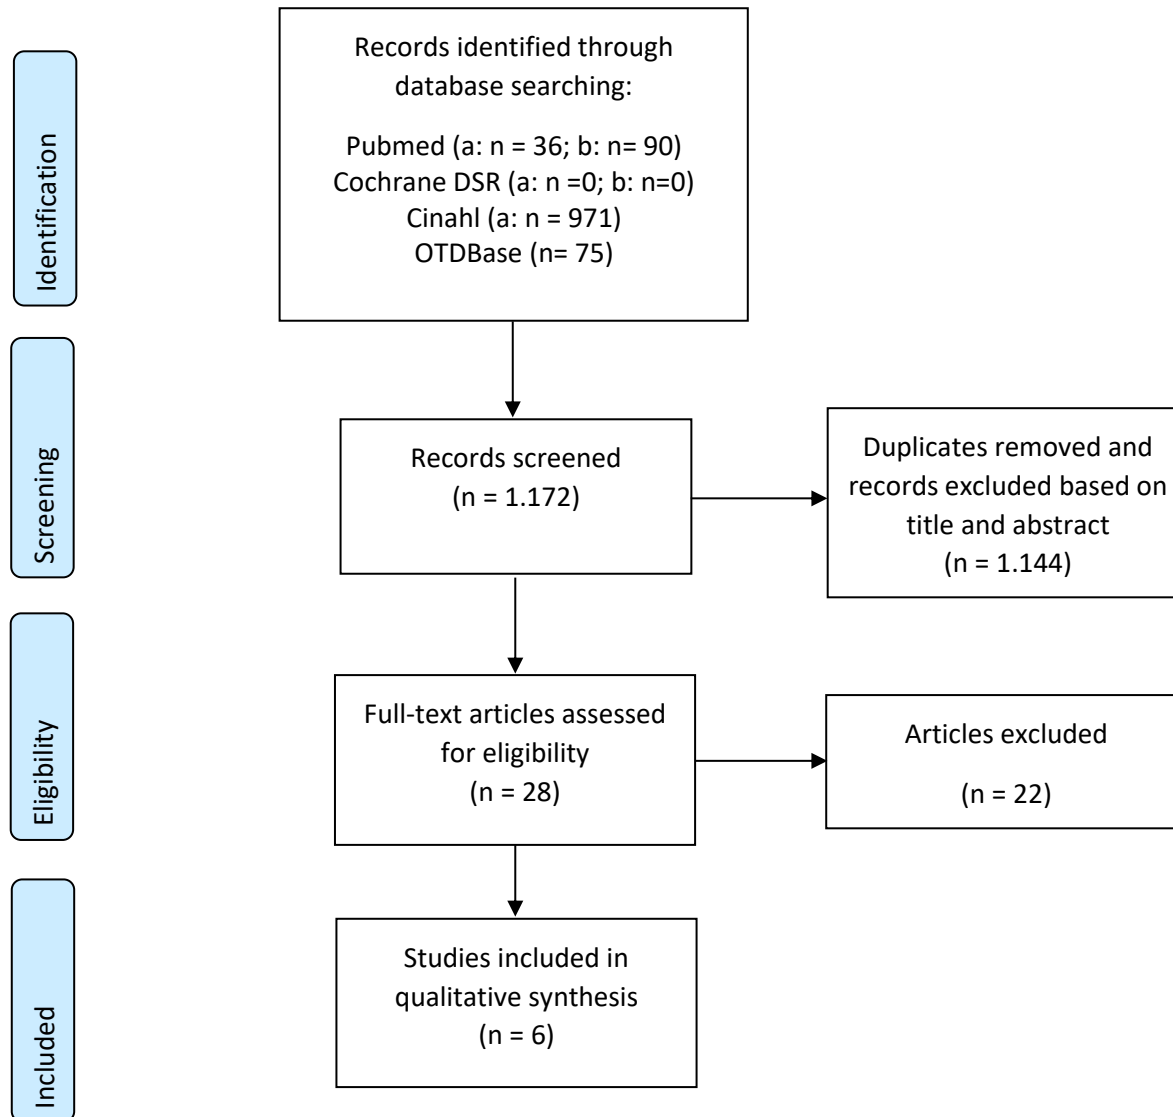 Identification
Records identified through
database searching:
Pubmed (a: n = 36; b: n= 90)
Cochrane DSR (a: n =0; b: n=0)
Cinahl (a: n = 971)
OTDBase (n= 75)
Screening
Records screened
(n = 1.172)
Duplicates removed and
records excluded based on
title and abstract
(n = 1.144)
Eligibility
Full-text articles assessed
for eligibility
(n = 28)
Articles excluded
(n = 22)
Included
Studies included in
qualitative synthesis
(n = 6)